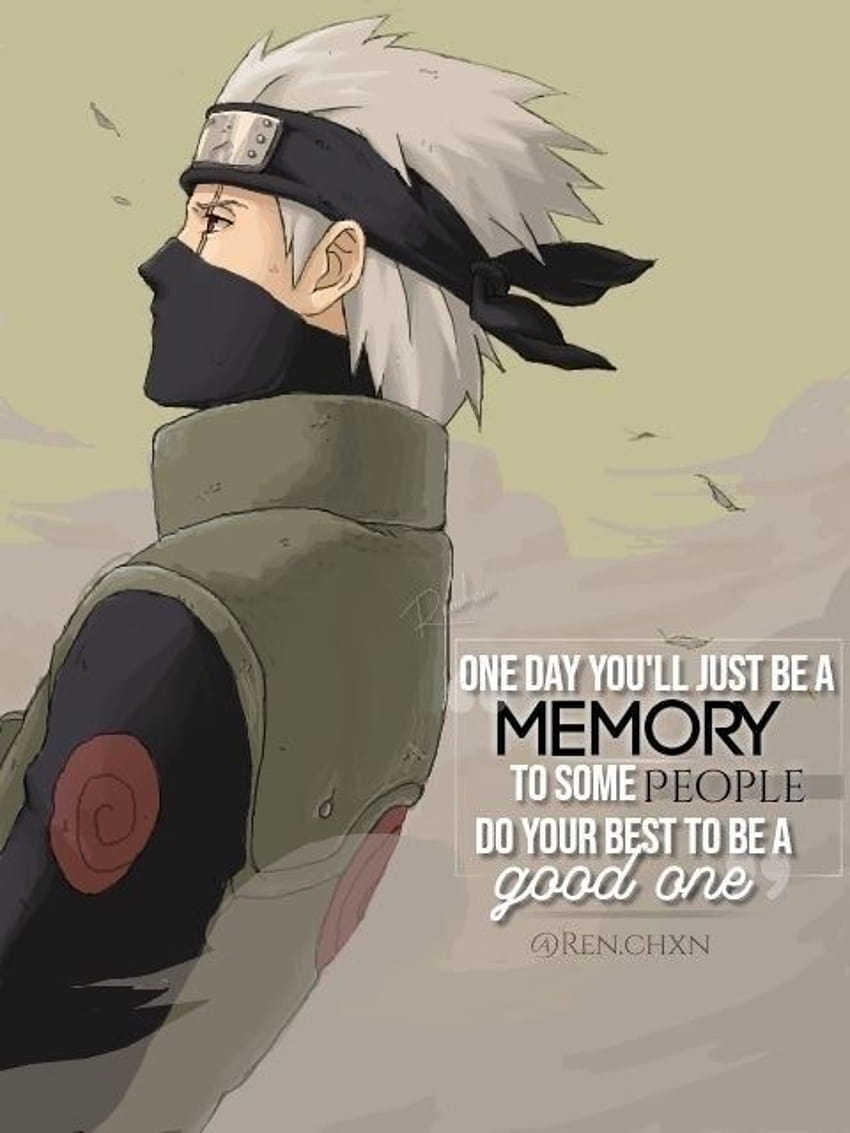 ONE DAY YOU'LL JUST BE A
MEMORY
TO SOME PEOPLE
DO YOUR BEST TO BE A
good one
@REN.CHXN